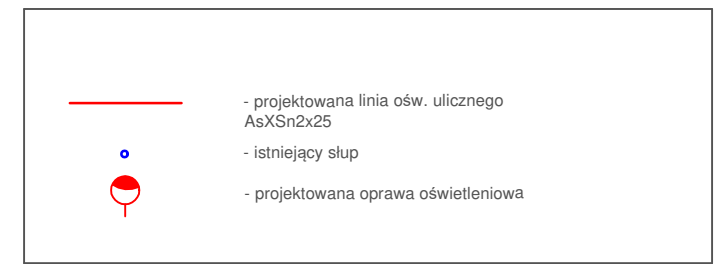 - projektowana linia ośw. ulicznego
AsXSn2x25
- istniejący słup
- projektowana oprawa oświetleniowa